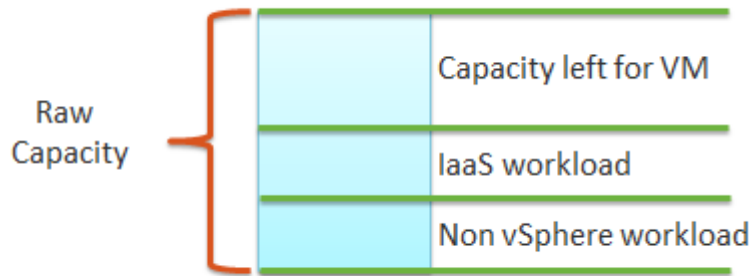 Raw
Capacity
Capacity left for VM
IaaS workload
Non vSphere workload